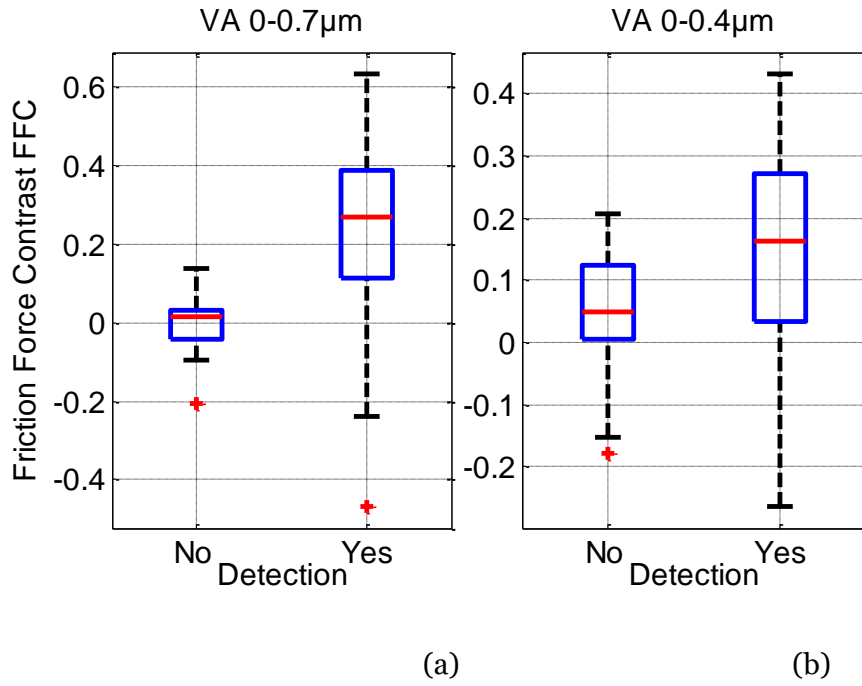 VA 0-0.7µm
VA 0-0.4µm
Friction Force Contrast FFC
0.6
0.4
0.2
0
-0.2
-0.4
No
Yes
Detection
0.4
0.3
0.2
0.1
0
-0.1
-0.2
No
Yes
Detection
(a)
(b)